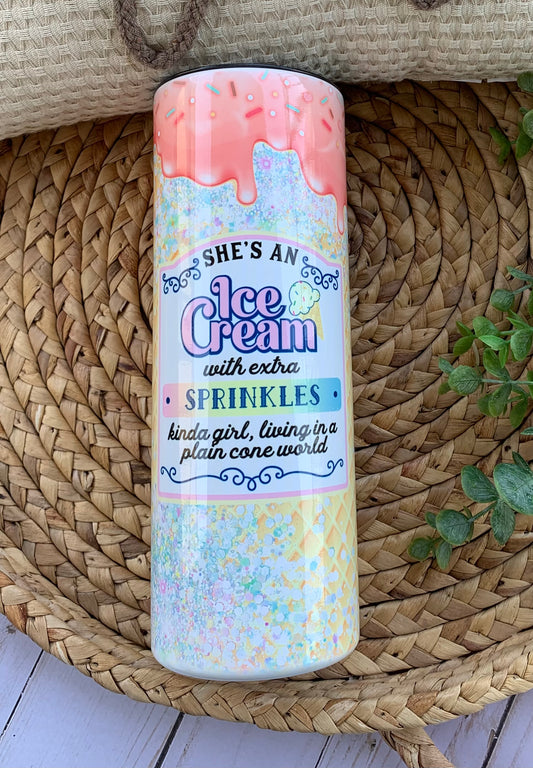 SHE'S AN
Ice
Cream
with extra
• SPRINKLES •
kinda girl, living in a
plain cone world